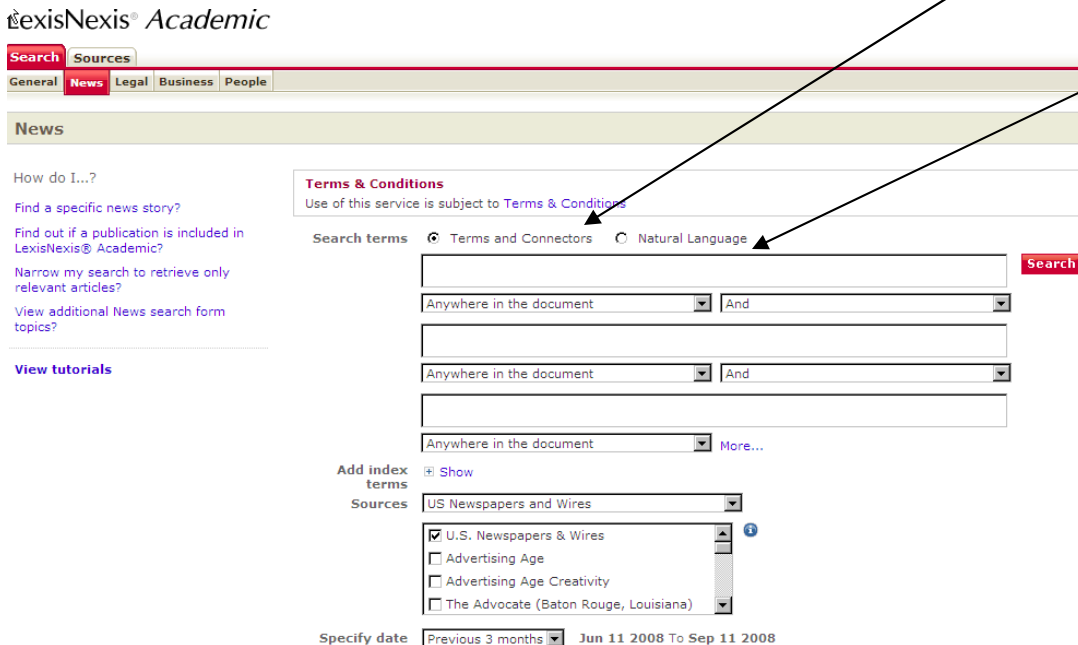 LexisNexis® Academic
Search Sources
General News Legal Business People
News
How do I...?
Find a specific news story?
Find out if a publication is included in
LexisNexis® Academic?
Narrow my search to retrieve only
relevant articles?
View additional News search form
topics?
View tutorials
Terms & Conditions
Use of this service is subject to Terms & Conditions
Search terms Terms and Connectors Natural Language
Search
Anywhere in the document And
Anywhere in the document And
Anywhere in the document More...
Add index
terms
Show
Sources US Newspapers and Wires
U.S. Newspapers & Wires
Advertising Age
Advertising Age Creativity
The Advocate (Baton Rouge, Louisiana)
Specify date Previous 3 months Jun 11 2008 To Sep 11 2008